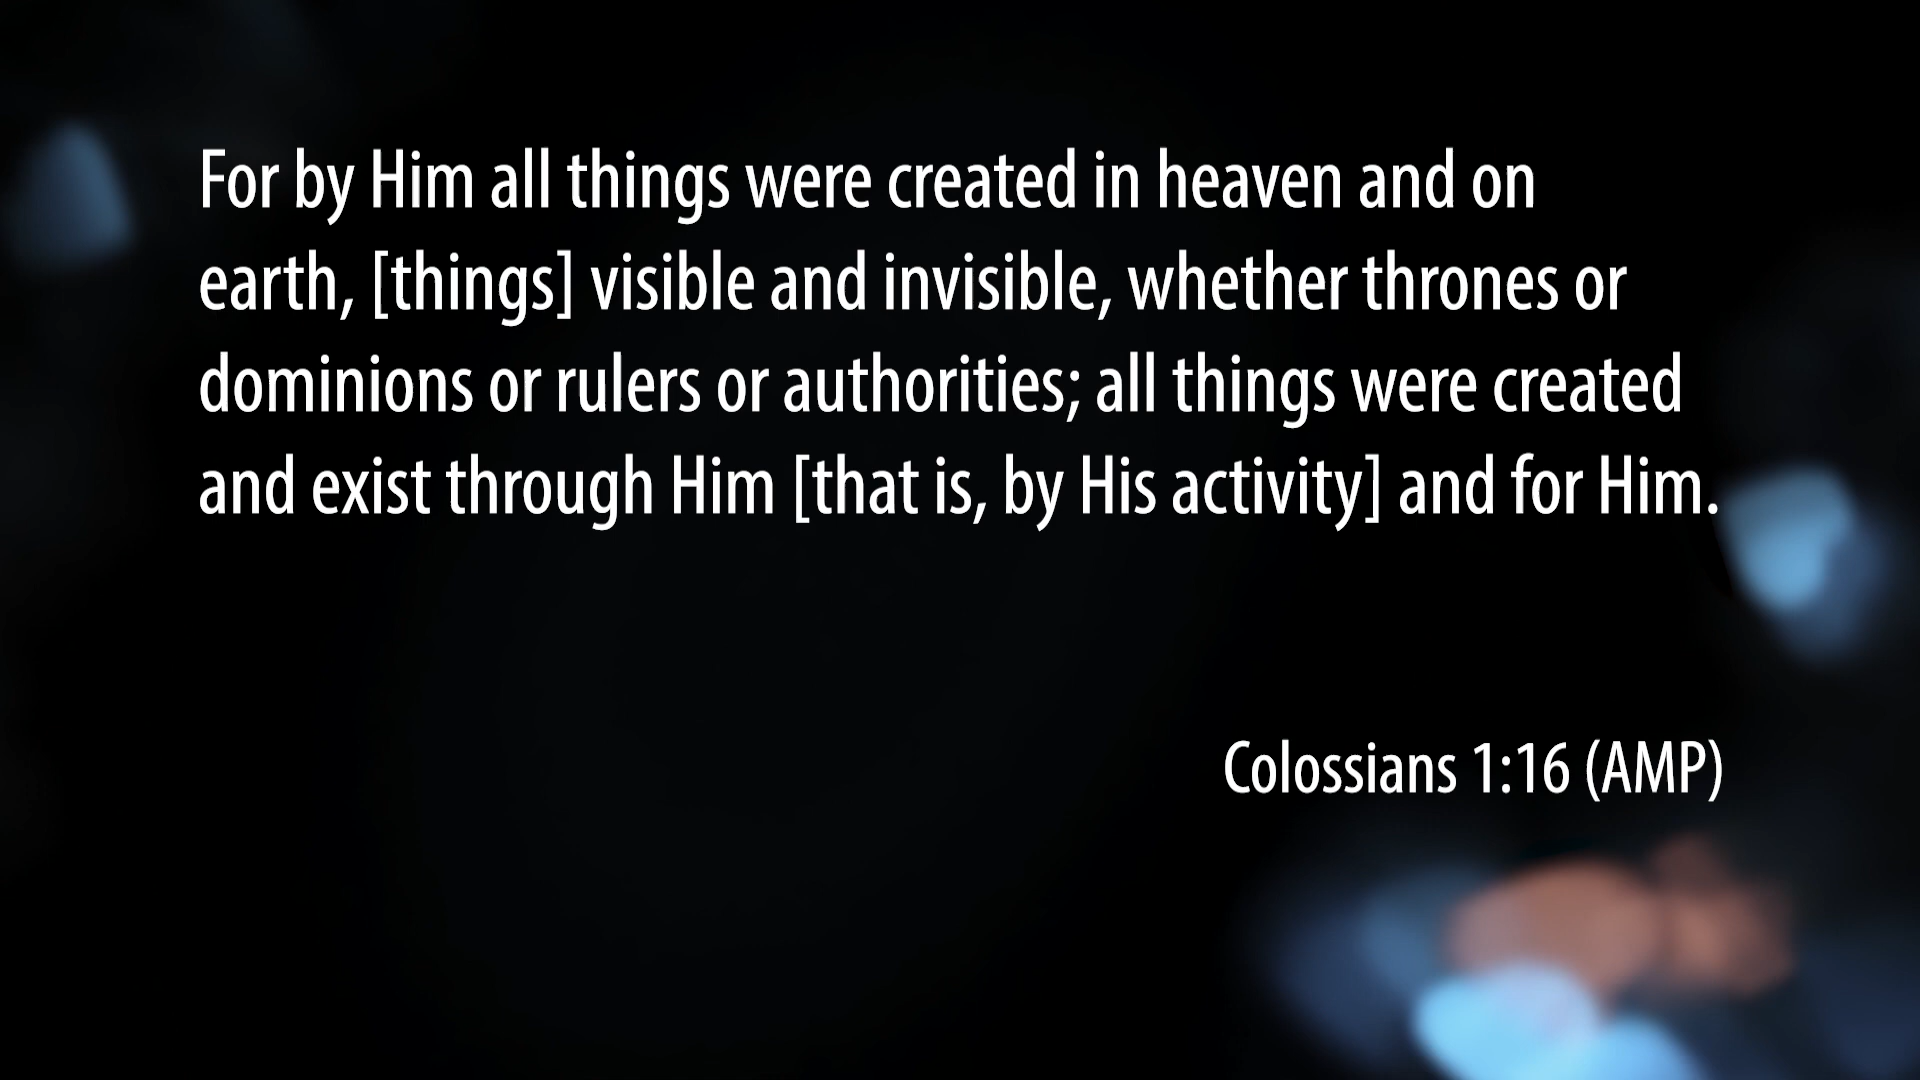 For by Him all things were created in heaven and on
earth, [things] visible and invisible, whether thrones or
dominions or rulers or authorities; all things were created
and exist through Him [that is, by His activity] and for Him.
Colossians 1:16 (AMP)